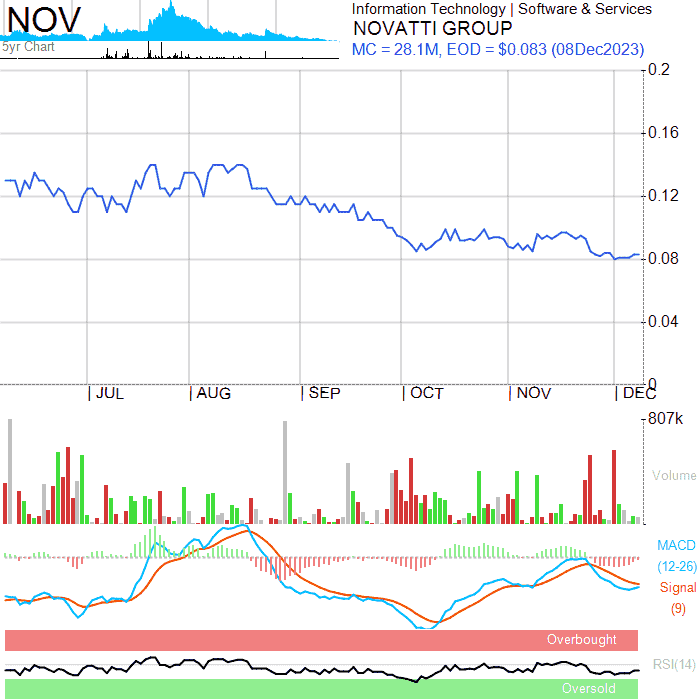 NOV
5yr Chart
Information Technology | Software & Services
NOVATTI GROUP
MC = 28.1M, EOD = $0.083 (08Dec2023)
0.2
0.16
0.12
0.08
0.04
0
JUL AUG SEP OCT NOV DEC
807k
Volume
MACD
(12-26)
Signal
(9)
Overbought
RSI(14)
Oversold